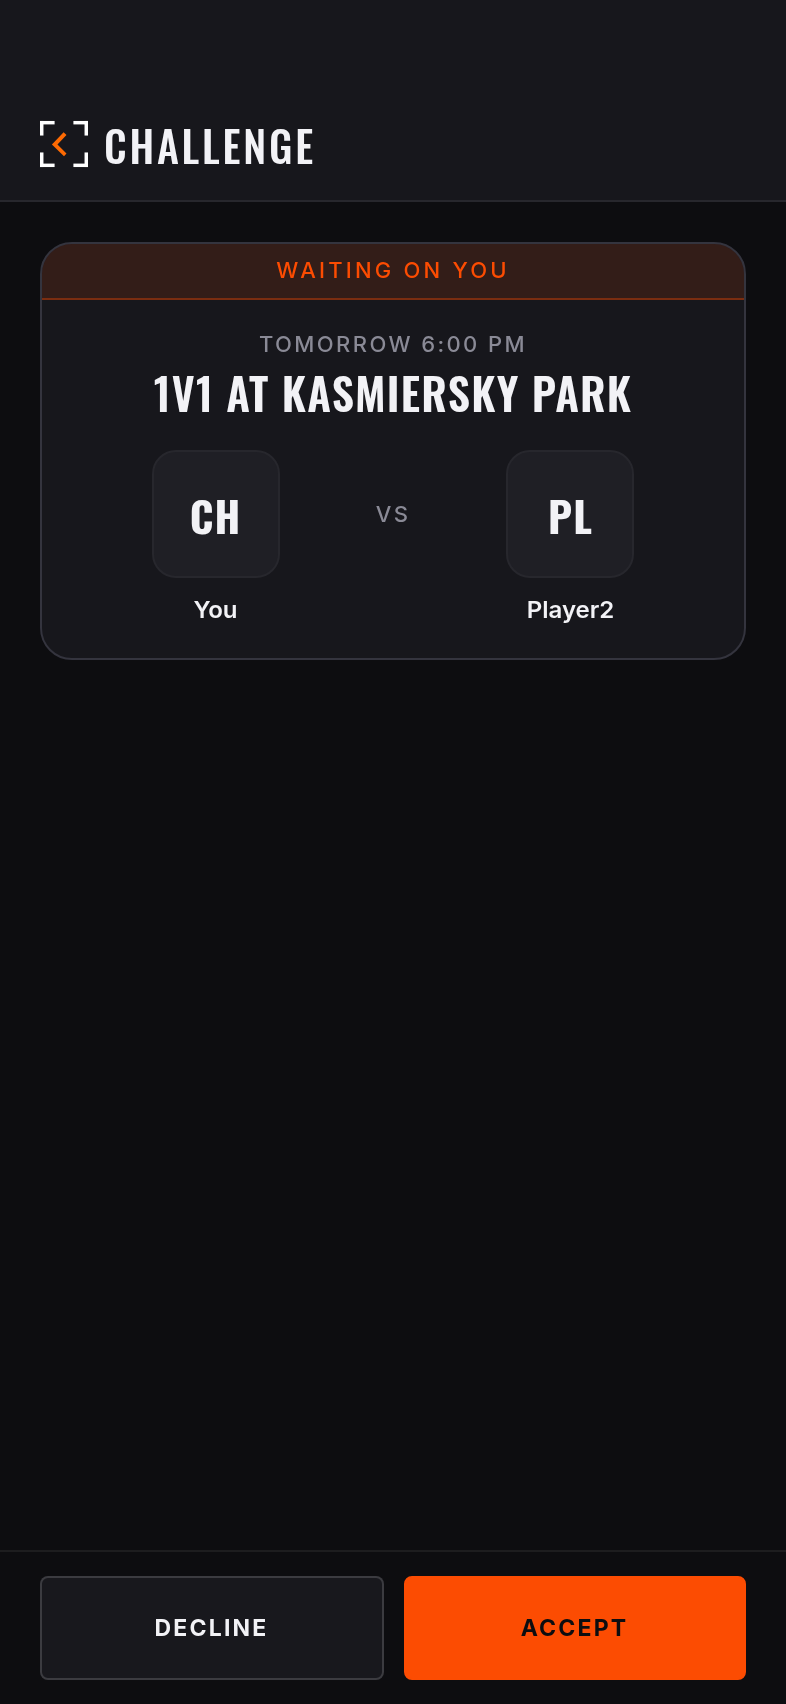 CHALLENGE
WAITING ON YOU
TOMORROW 6:00 PM
1V1 AT KASMIERSKY PARK
CH
VS
PL
You
Player2
DECLINE
ACCEPT